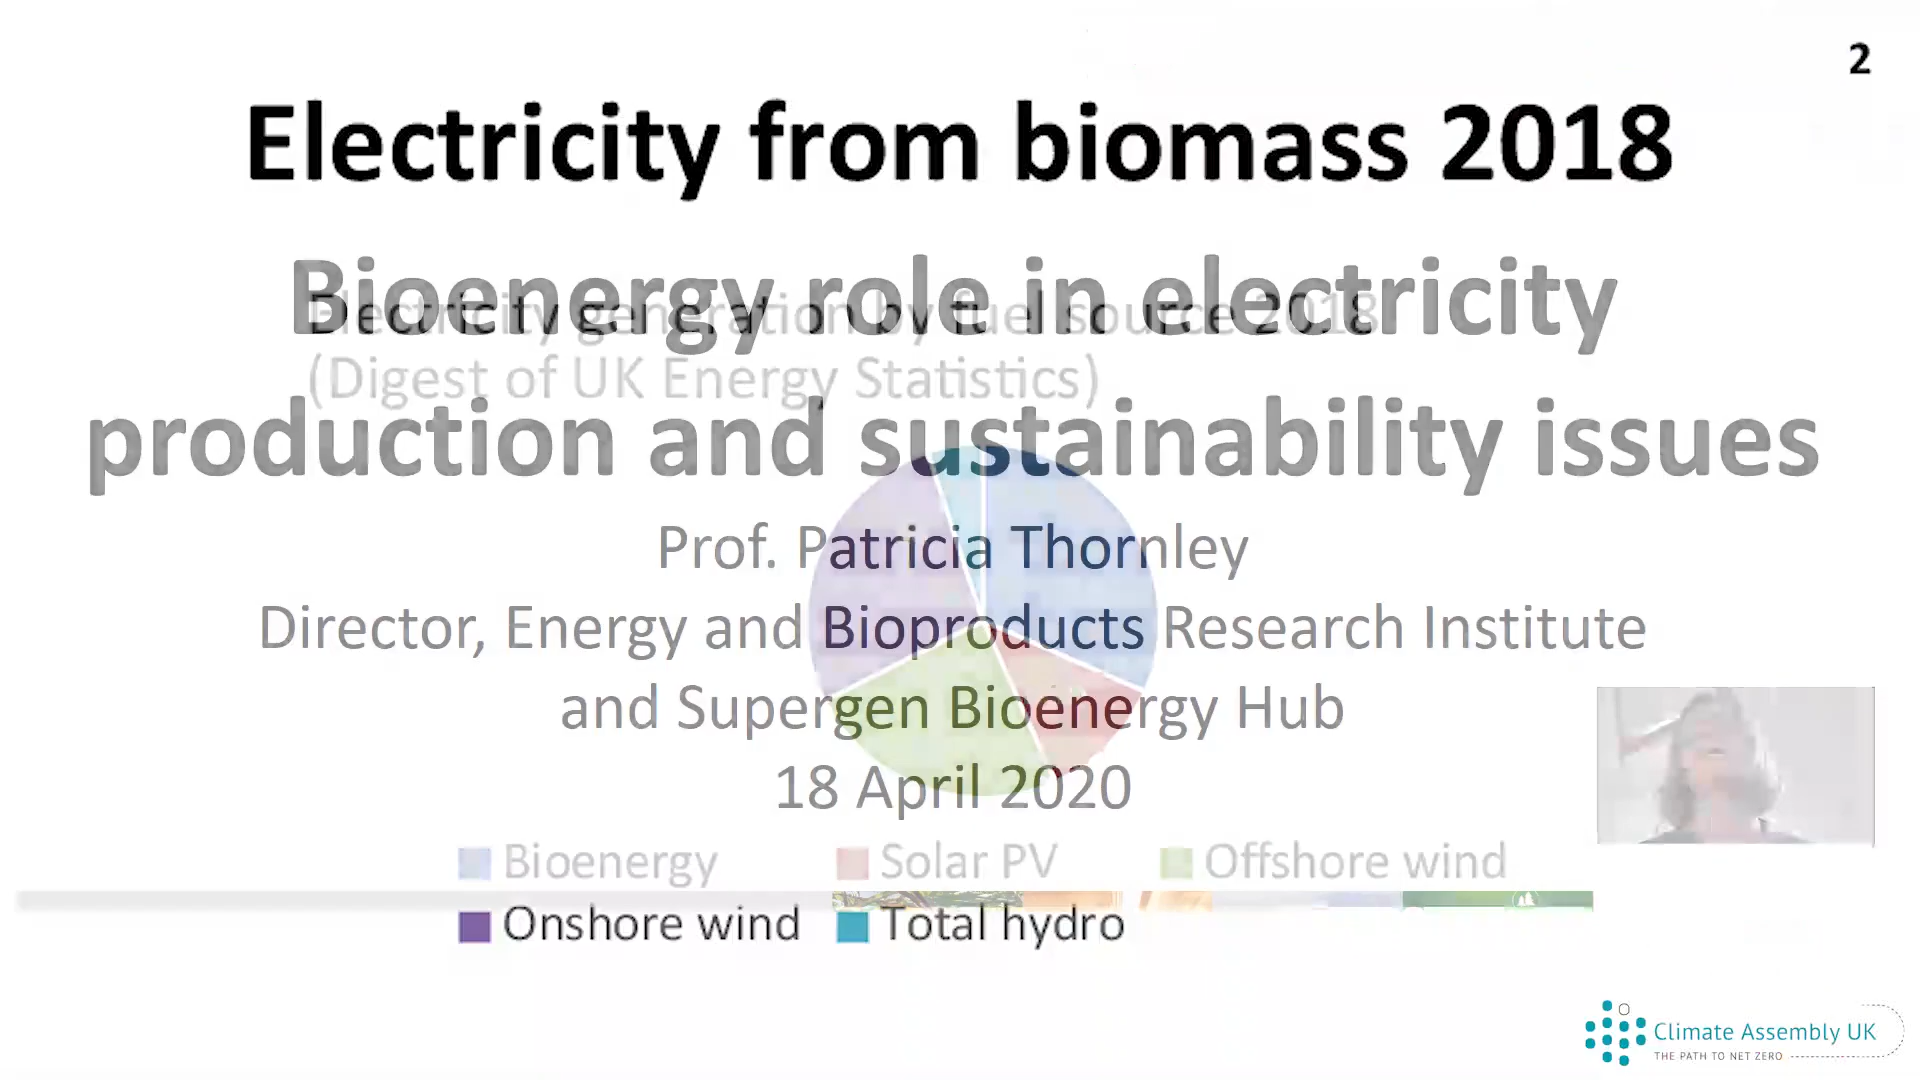 2
Electricity from biomass 2018
Bioenergy role in electricity
production and sustainability issues
Electricity generation by fuel source 2018
(Digest of UK Energy Statistics)
Prof. Patricia Thornley
Director, Energy and Bioproducts Research Institute
and Supergen Bioenergy Hub
18 April 2020
Bioenergy Solar PV Offshore wind
Onshore wind Total hydro
Climate Assembly UK
THE PATH TO NET ZERO